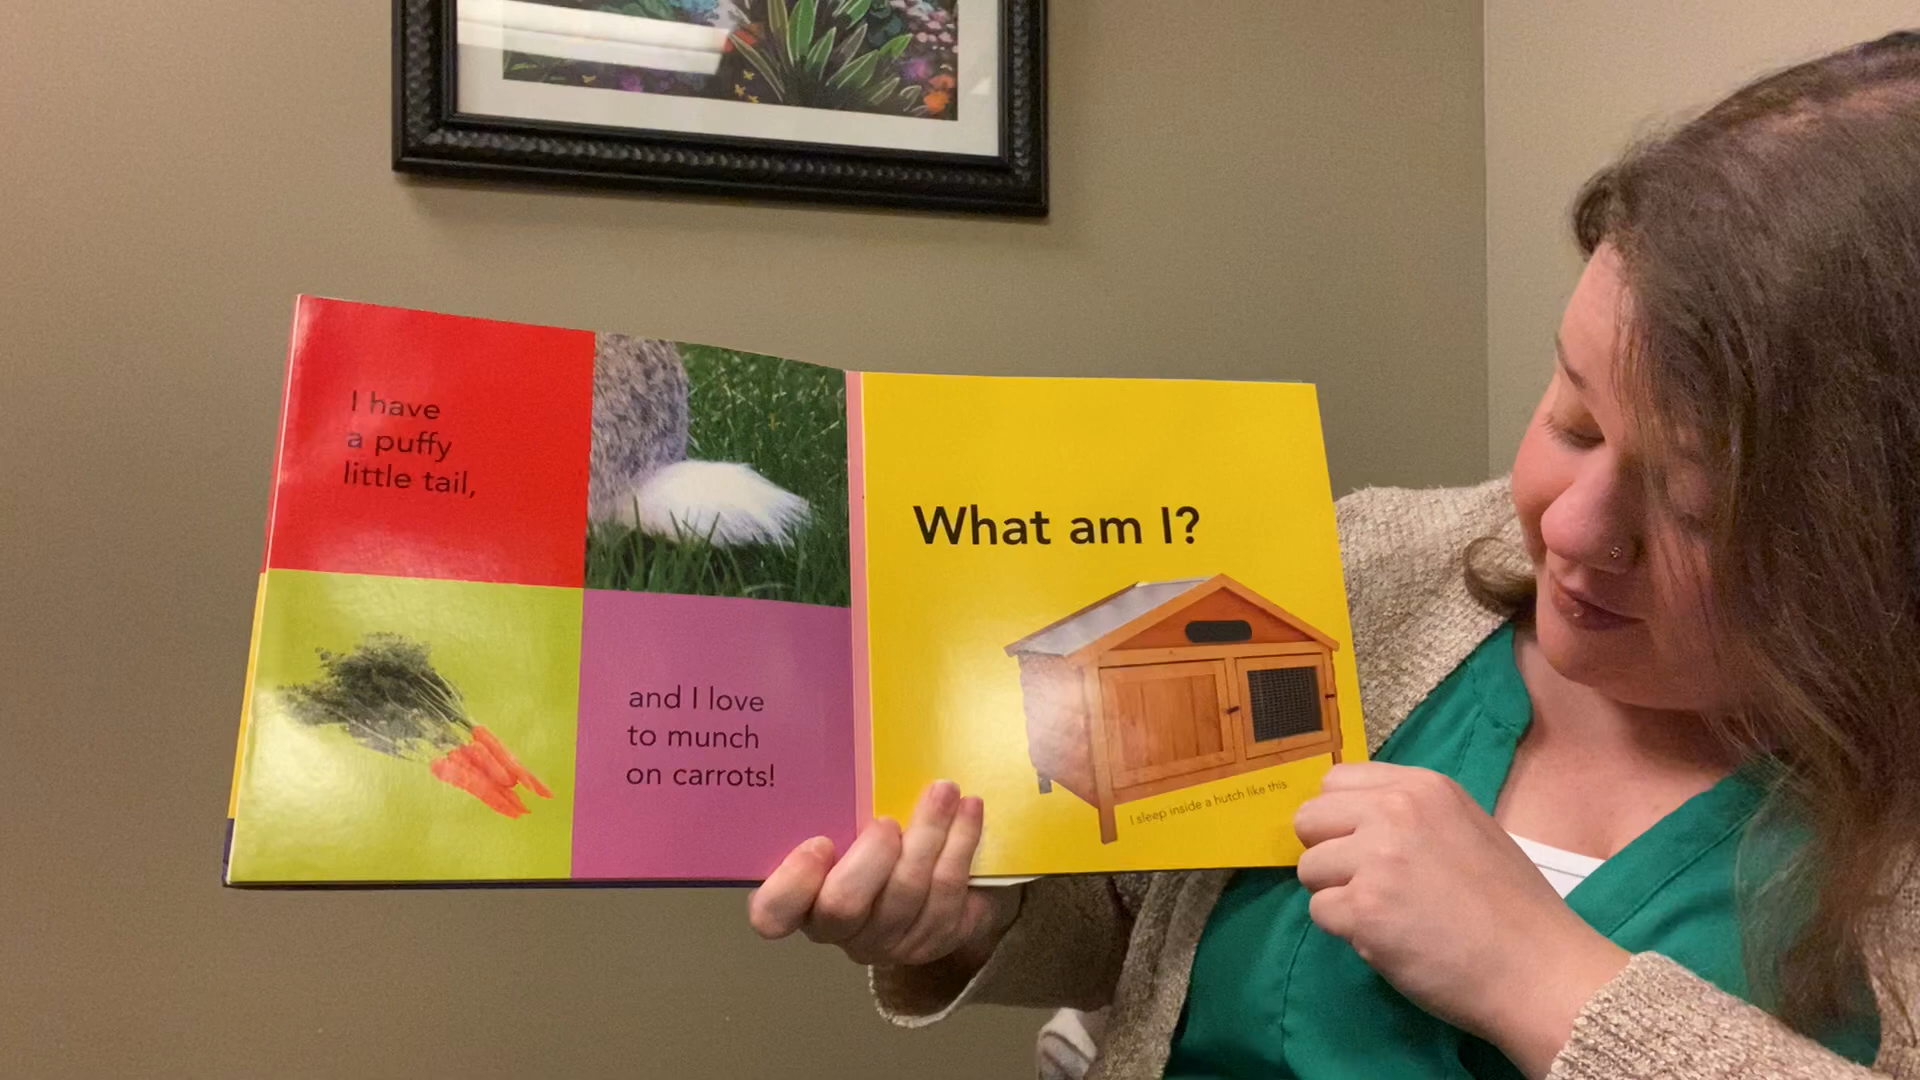 I have
a puffy
little tail,
and I love
to munch
on carrots!
What am I?
I sleep inside a hutch like this.